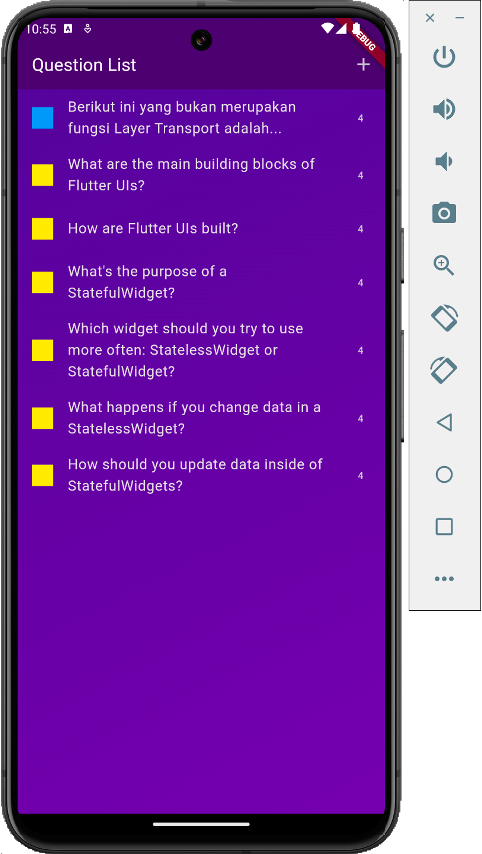 10:55
DEBUG
Question List
Berikut ini yang bukan merupakan
fungsi Layer Transport adalah...
4
What are the main building blocks of
Flutter UIs?
4
How are Flutter UIs built?
4
What's the purpose of a
StatefulWidget?
4
Which widget should you try to use
more often: StatelessWidget or
StatefulWidget?
4
What happens if you change data in a
StatelessWidget?
4
How should you update data inside of
StatefulWidgets?
4